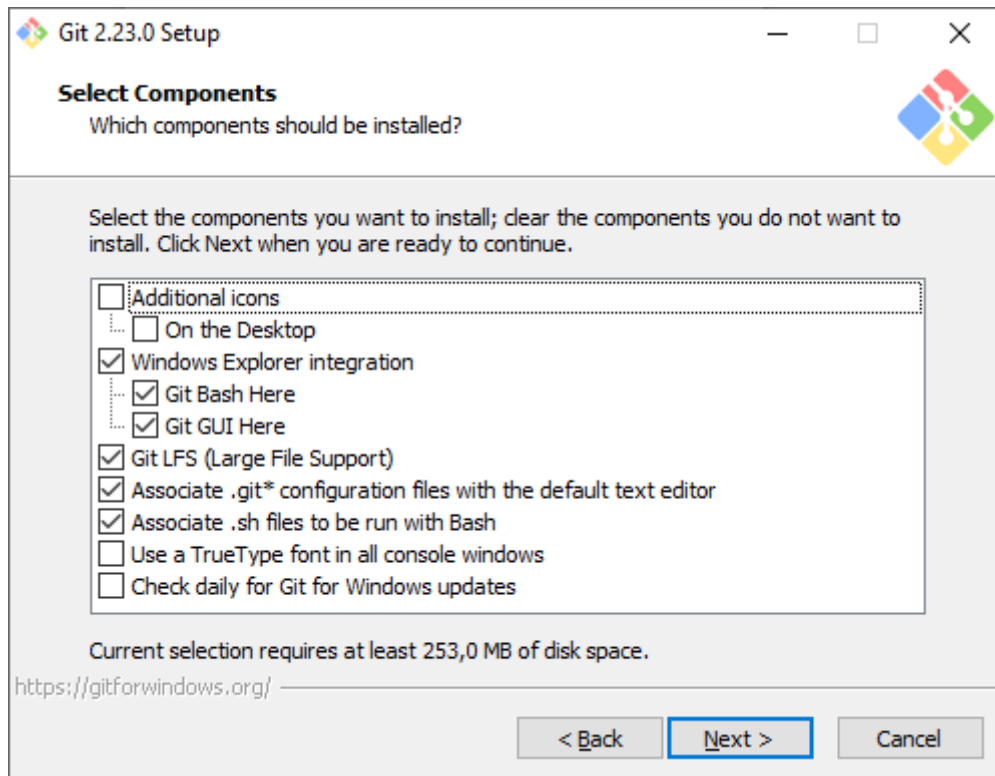 Git 2.23.0 Setup
Select Components
Which components should be installed?
Select the components you want to install; clear the components you do not want to
install. Click Next when you are ready to continue.
Additional icons
On the Desktop
Windows Explorer integration
Git Bash Here
Git GUI Here
Git LFS (Large File Support)
Associate .git* configuration files with the default text editor
Associate .sh files to be run with Bash
Use a TrueType font in all console windows
Check daily for Git for Windows updates
Current selection requires at least 253,0 MB of disk space.
https://gitforwindows.org/
< Back
Next >
Cancel